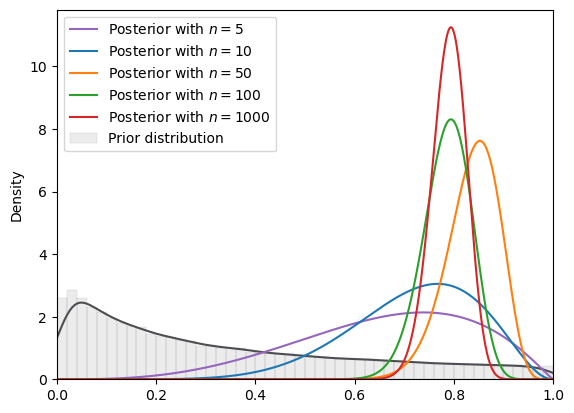 Posterior with n = 5
Posterior with n = 10
Posterior with n = 50
Posterior with n = 100
Posterior with n = 1000
Prior distribution
Density
10
8
6
4
2
0
0.0 0.2 0.4 0.6 0.8 1.0